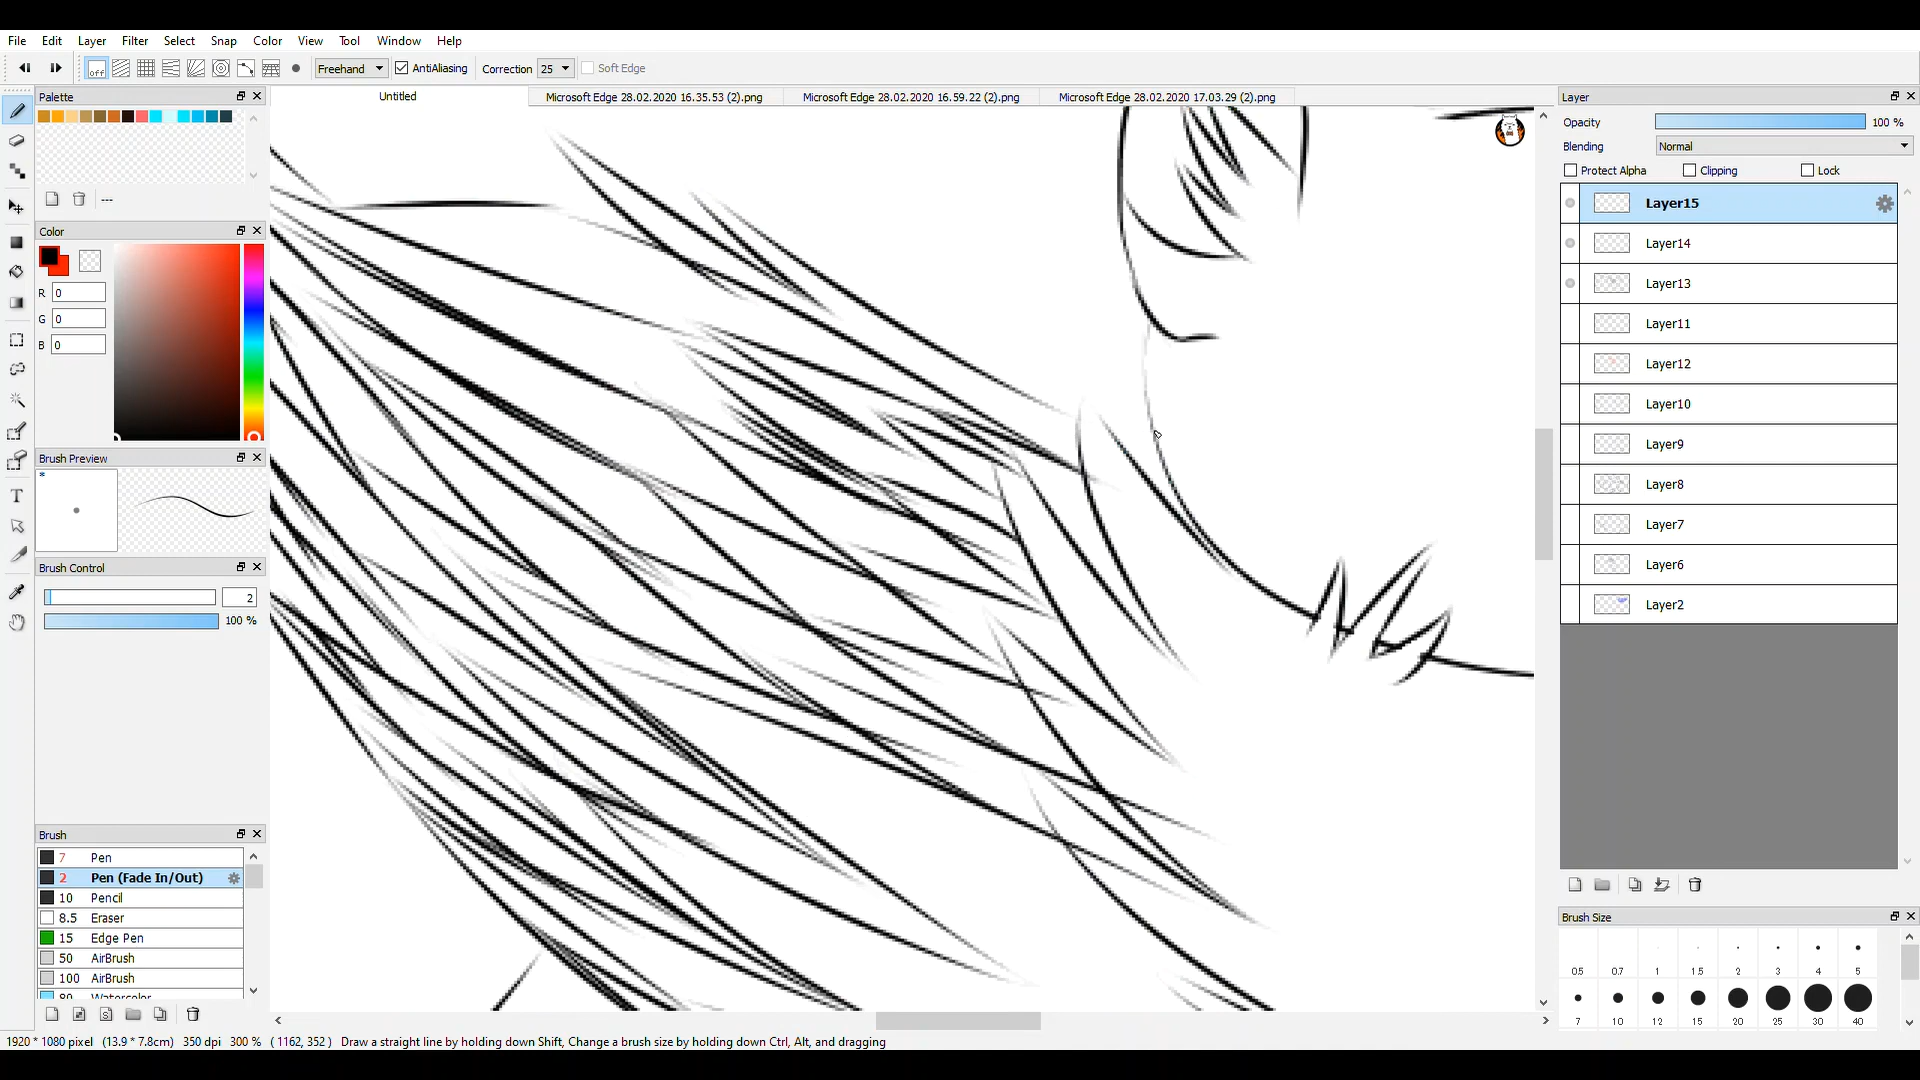 File Edit Layer Filter Select Snap Color View Tool Window Help
off Freehand AntiAliasing Correction 25 Soft Edge
Palette
---
Color
R 0
G 0
B 0
Brush Preview
*
Brush Control
2
100 %
Brush
7 Pen
2 Pen (Fade In/Out)
10 Pencil
8.5 Eraser
15 Edge Pen
50 AirBrush
100 AirBrush
80 Watercolor
Untitled
Microsoft Edge 28.02.2020 16.35.53 (2).png
Microsoft Edge 28.02.2020 16.59.22 (2).png
Microsoft Edge 28.02.2020 17.03.29 (2).png
Layer
Opacity 100 %
Blending Normal
Protect Alpha Clipping Lock
Layer15
Layer14
Layer13
Layer11
Layer12
Layer10
Layer9
Layer8
Layer7
Layer6
Layer2
Brush Size
0.5 0.7 1 1.5 2 3 4 5
7 10 12 15 20 25 30 40
1920 * 1080 pixel (13.9 * 7.8cm) 350 dpi 300 % ( 1162, 352 ) Draw a straight line by holding down Shift, Change a brush size by holding down Ctrl, Alt, and dragging